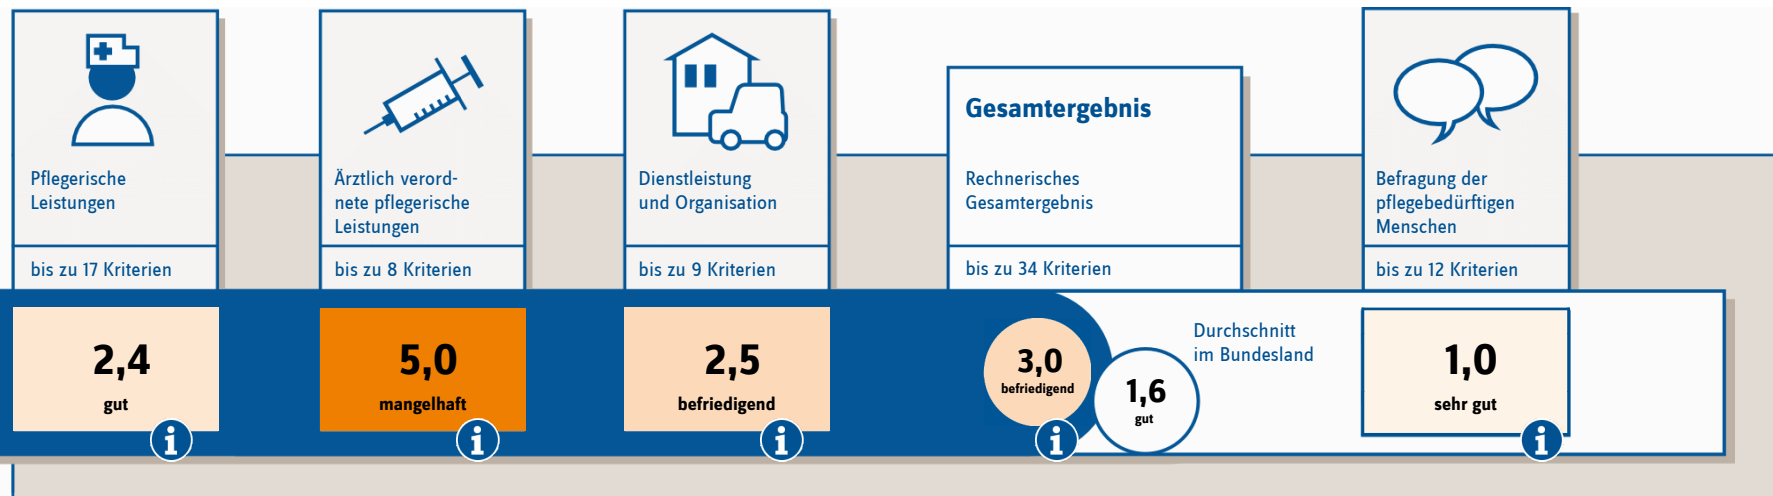 Pflegerische
Leistungen
bis zu 17 Kriterien
2,4
gut
i
Ärztlich verord-
nete pflegerische
Leistungen
bis zu 8 Kriterien
5,0
mangelhaft
i
Dienstleistung
und Organisation
bis zu 9 Kriterien
2,5
befriedigend
i
Gesamtergebnis
Rechnerisches
Gesamtergebnis
bis zu 34 Kriterien
3,0
befriedigend
i
Durchschnitt
im Bundesland
1,6
gut
Befragung der
pflegebedürftigen
Menschen
bis zu 12 Kriterien
1,0
sehr gut
i